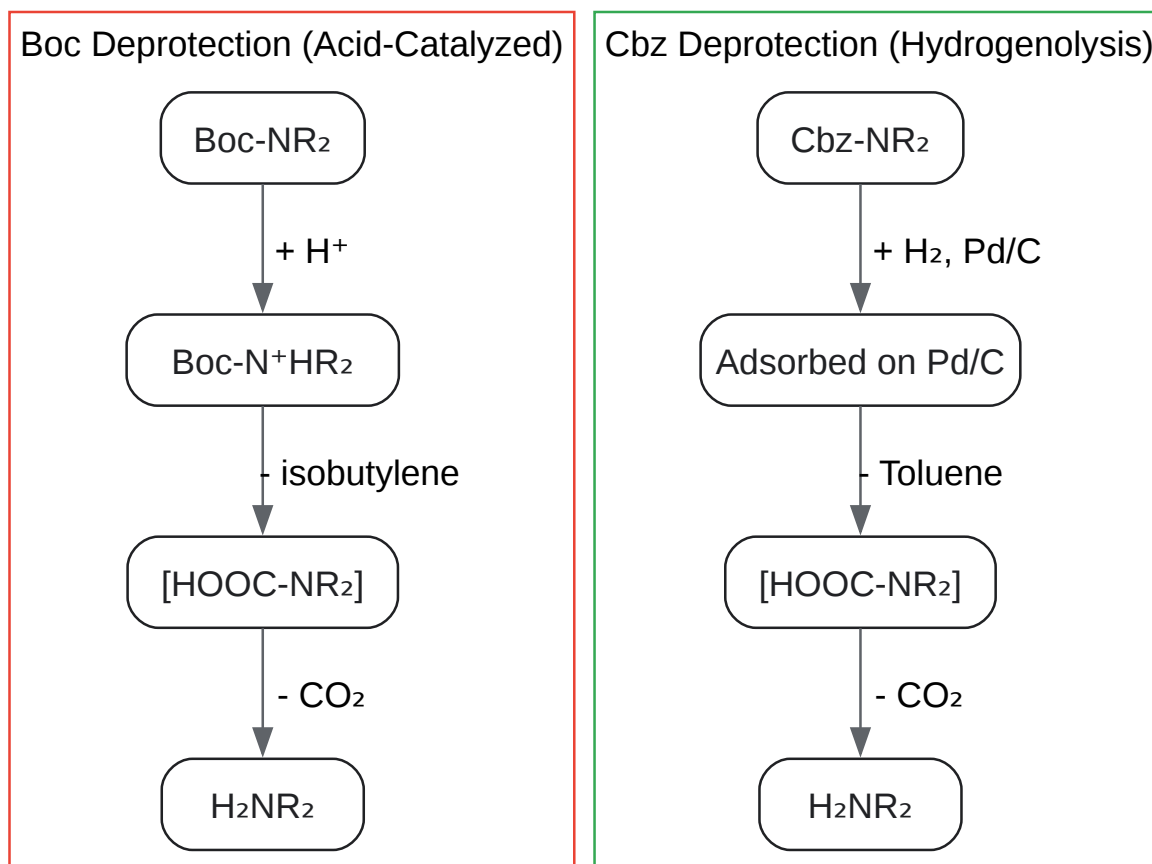 Boc Deprotection (Acid-Catalyzed)
Boc-NR₂
+ H⁺
Boc-N⁺HR₂
- isobutylene
[HOOC-NR₂]
- CO₂
H₂NR₂
Cbz Deprotection (Hydrogenolysis)
Cbz-NR₂
+ H₂, Pd/C
Adsorbed on Pd/C
- Toluene
[HOOC-NR₂]
- CO₂
H₂NR₂